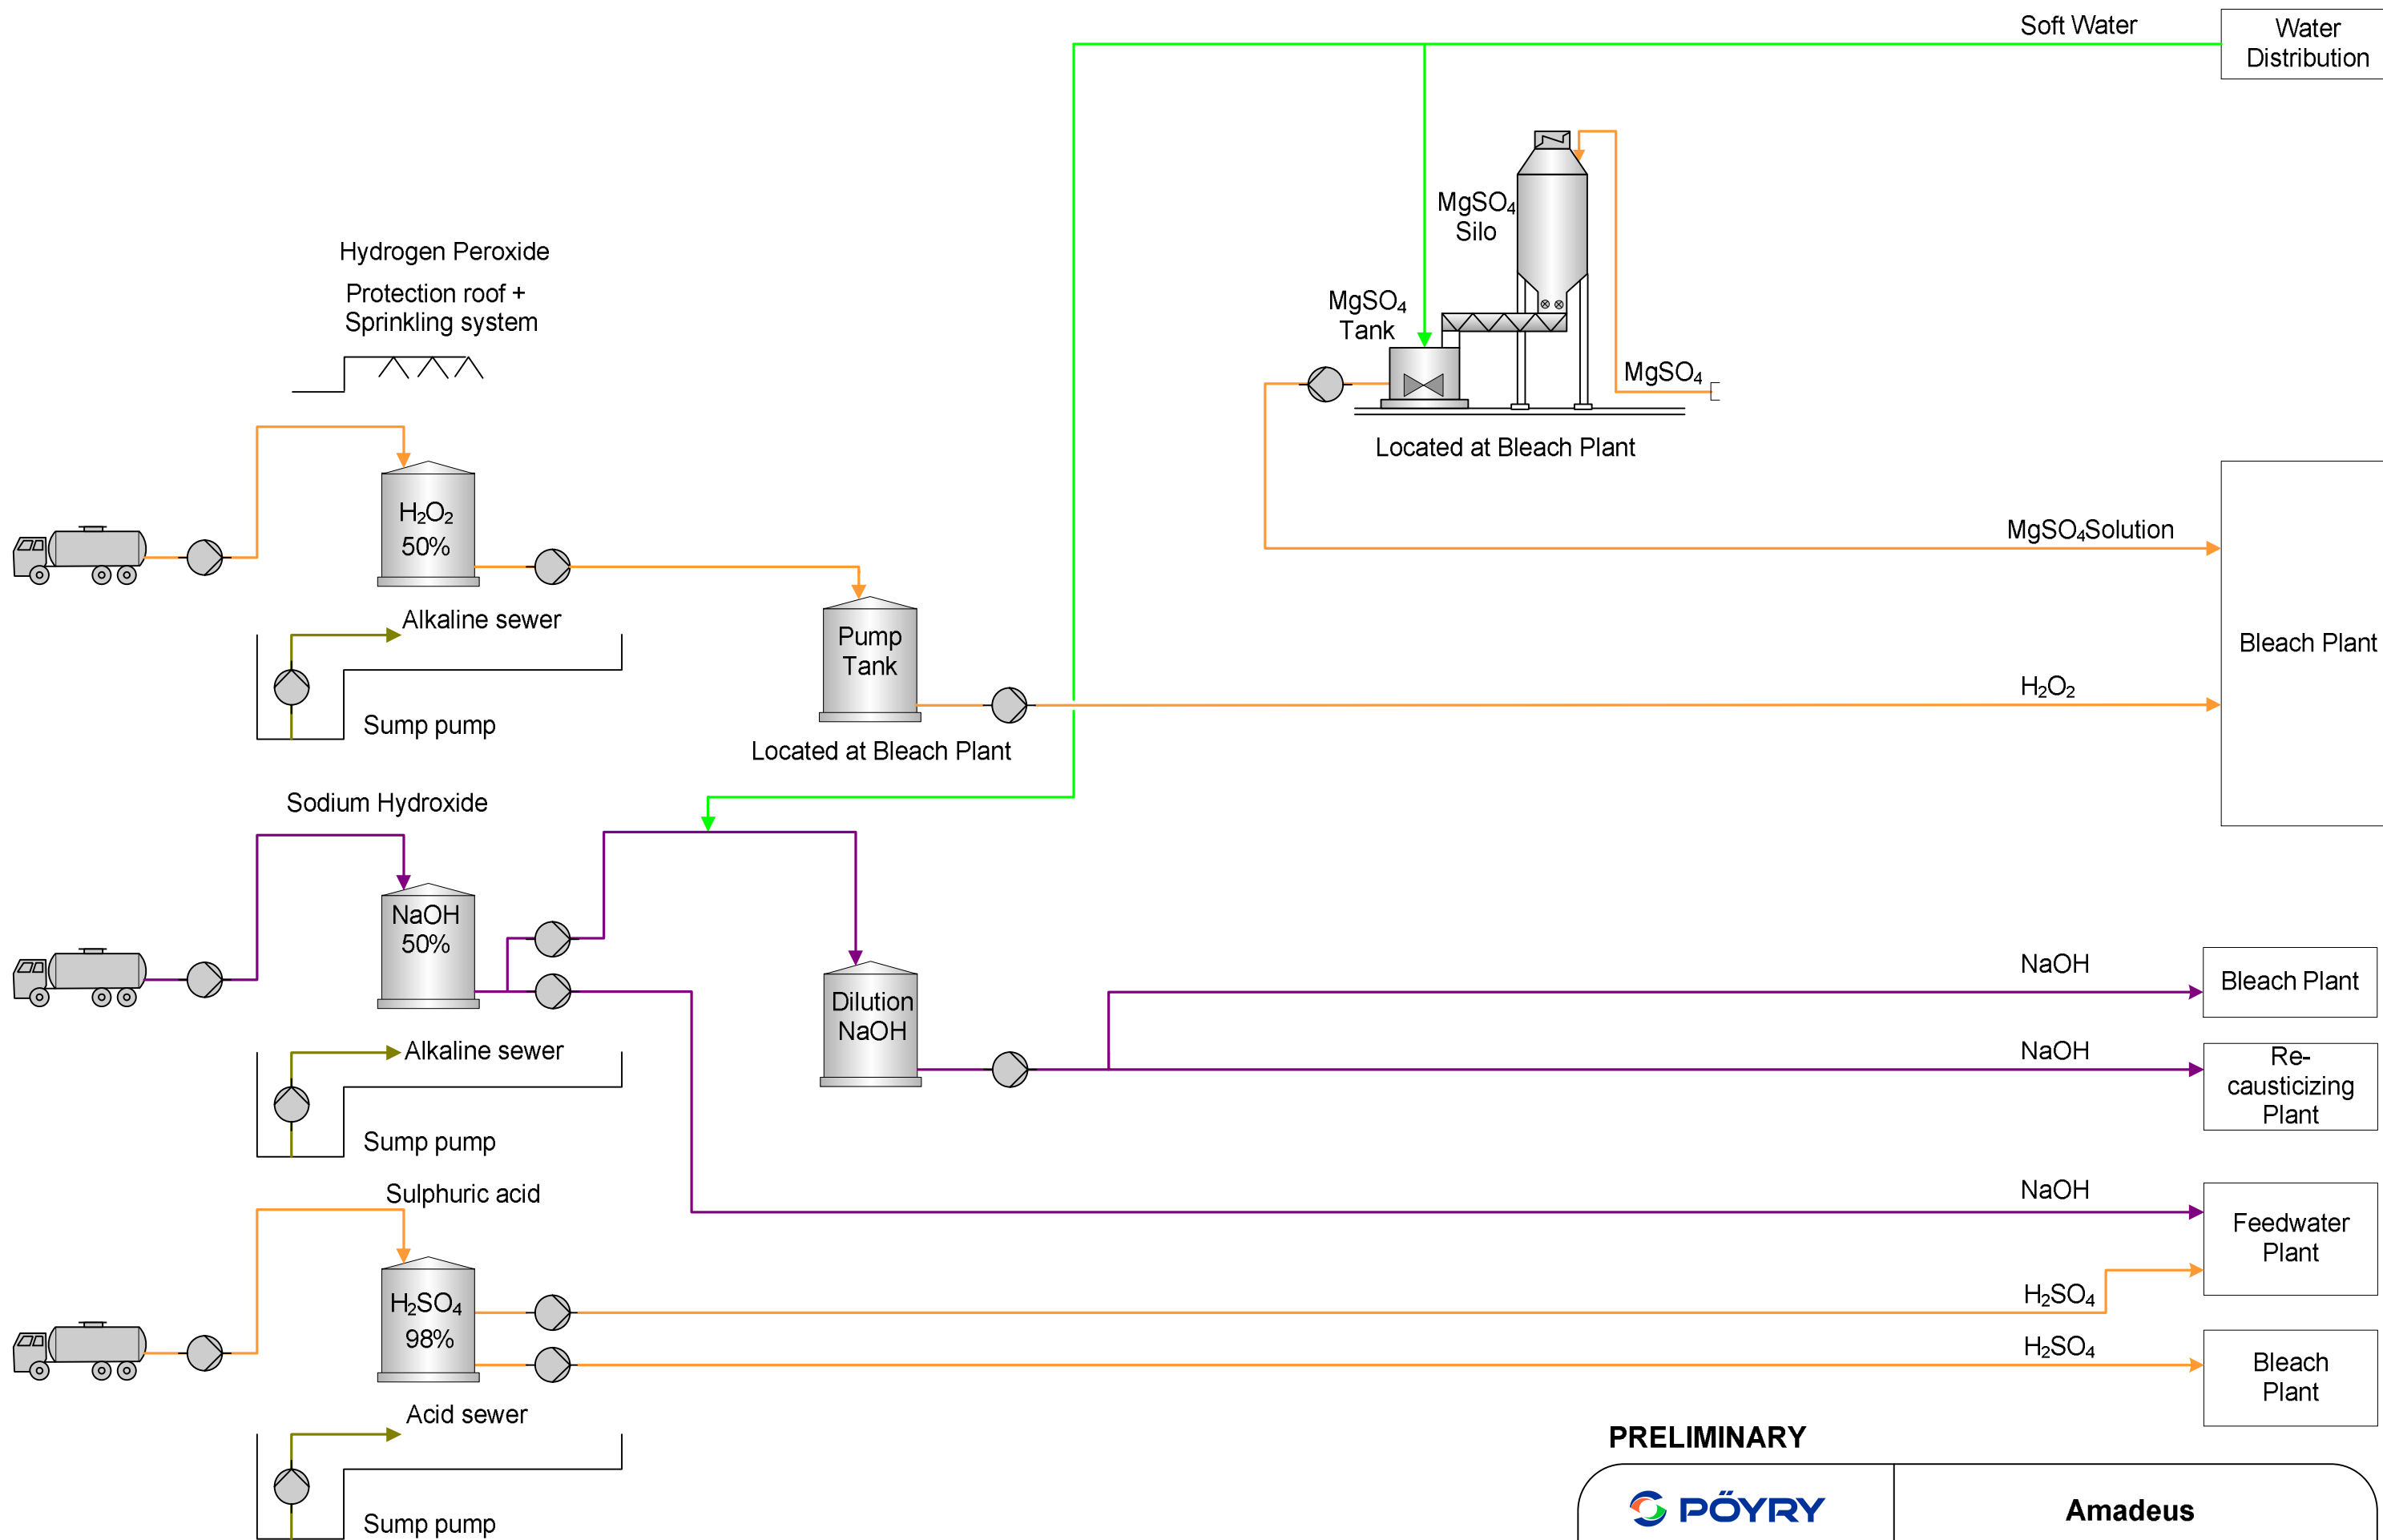 Soft Water
Water
Distribution
MgSO₄
Silo
Hydrogen Peroxide
Protection roof +
Sprinkling system
MgSO₄
Tank
MgSO₄
Located at Bleach Plant
H₂O₂
50%
MgSO₄Solution
Alkaline sewer
Pump
Tank
Bleach Plant
H₂O₂
Sump pump
Located at Bleach Plant
Sodium Hydroxide
NaOH
50%
NaOH
Bleach Plant
Dilution
NaOH
Alkaline sewer
NaOH
Re-
causticizing
Plant
Sump pump
Sulphuric acid
NaOH
Feedwater
Plant
H₂SO₄
98%
H₂SO₄
H₂SO₄
Bleach
Plant
Acid sewer
PRELIMINARY
Sump pump
PÖYRY
Amadeus